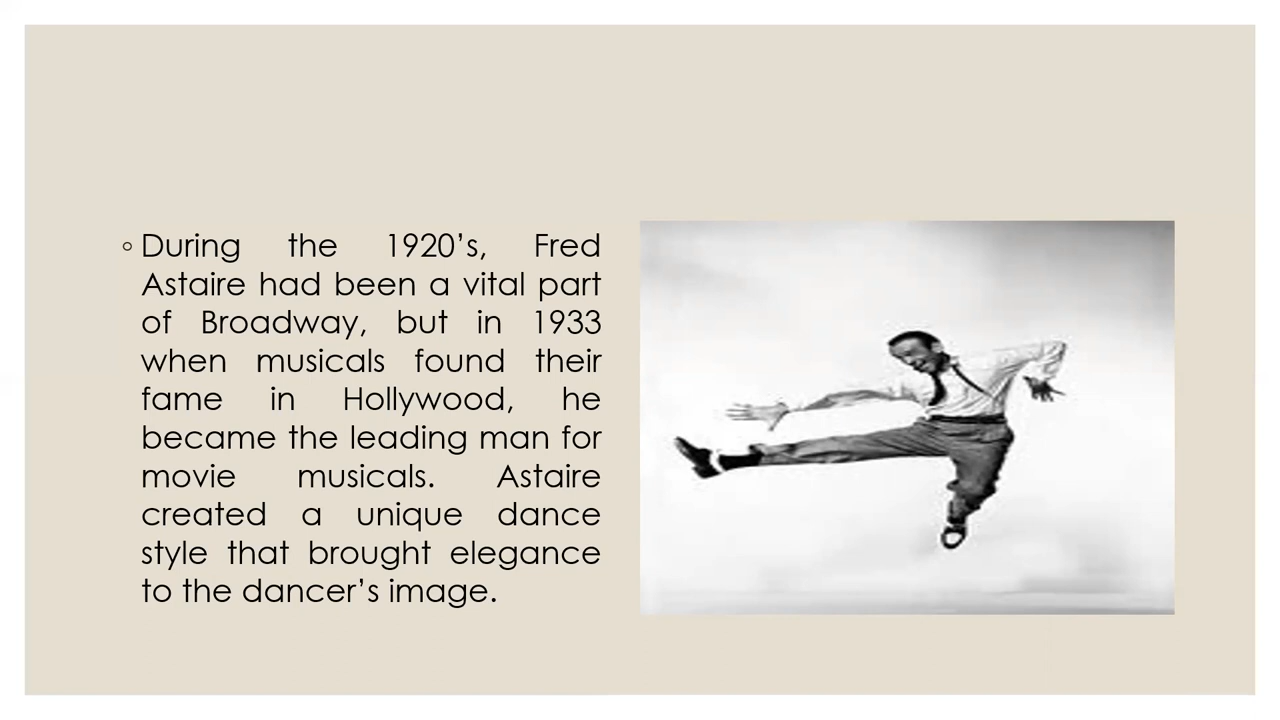 ◦ During the 1920’s, Fred
Astaire had been a vital part
of Broadway, but in 1933
when musicals found their
fame in Hollywood, he
became the leading man for
movie musicals. Astaire
created a unique dance
style that brought elegance
to the dancer’s image.